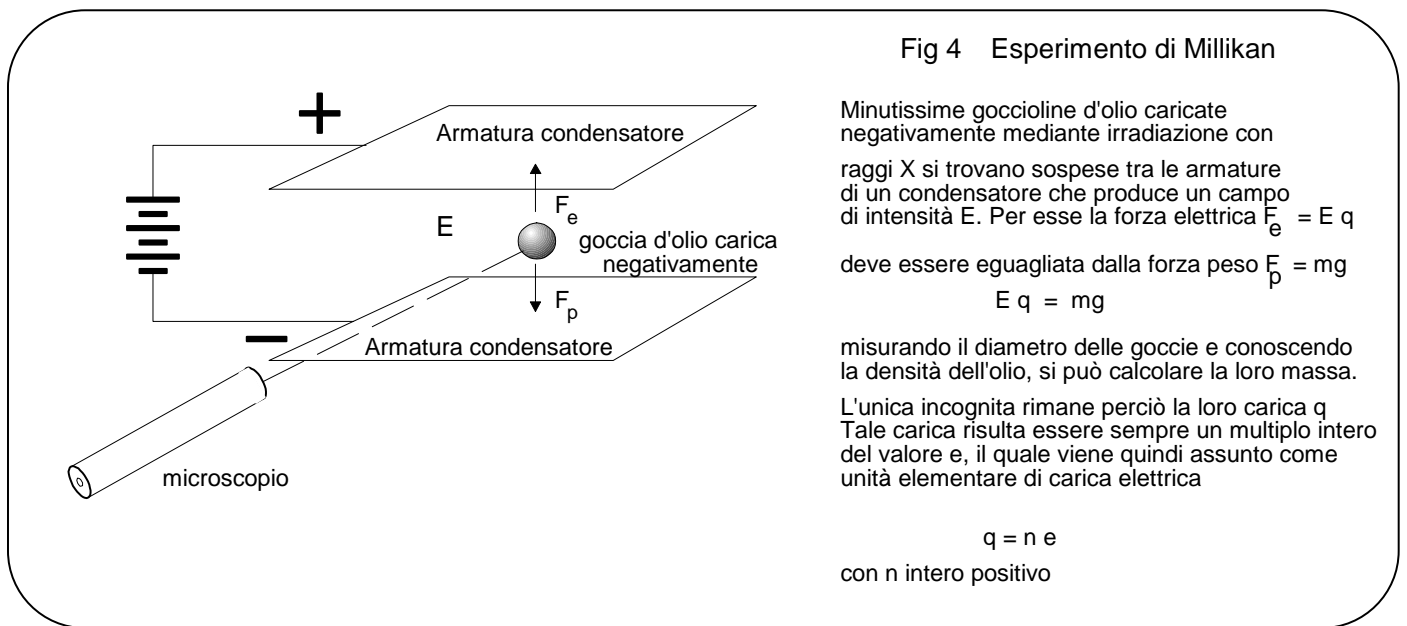 Fig 4 Esperimento di Millikan
+
Armatura condensatore
Fe
E
goccia d'olio carica
negativamente
Fp
−
Armatura condensatore
microscopio
Minutissime goccioline d'olio caricate
negativamente mediante irradiazione con
raggi X si trovano sospese tra le armature
di un condensatore che produce un campo
di intensità E. Per esse la forza elettrica Fe = E q
deve essere eguagliata dalla forza peso Fp = mg
E q = mg
misurando il diametro delle goccie e conoscendo
la densità dell'olio, si può calcolare la loro massa.
L'unica incognita rimane perciò la loro carica q
Tale carica risulta essere sempre un multiplo intero
del valore e, il quale viene quindi assunto come
unità elementare di carica elettrica
q = n e
con n intero positivo